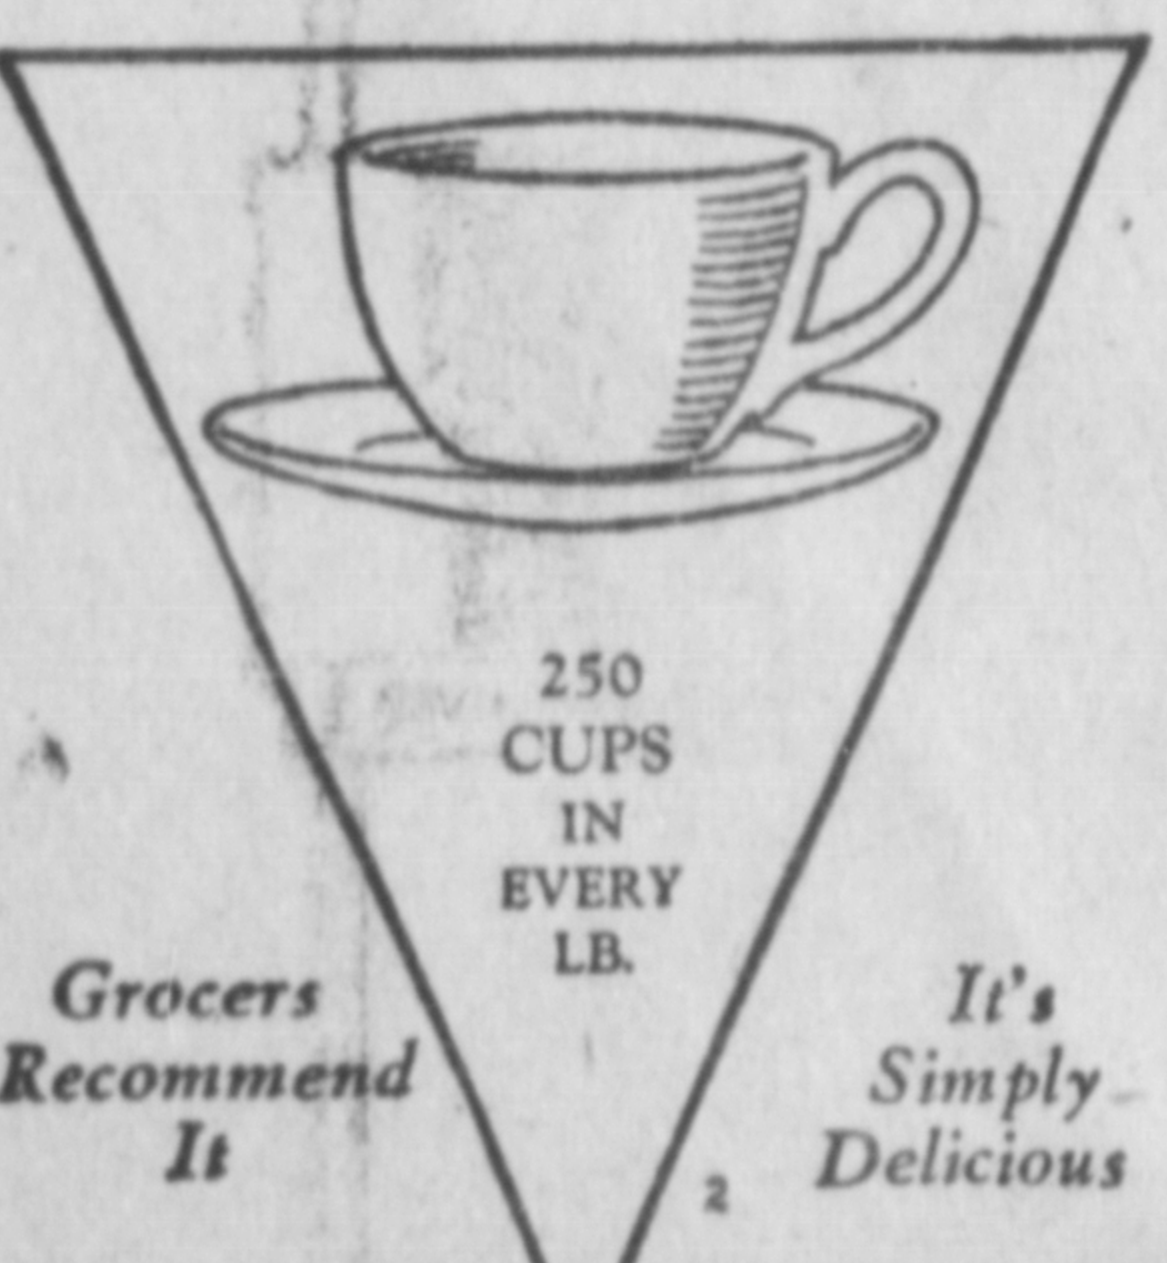 250
CUPS
IN
EVERY
LB.
Grocers
Recommend
It
It's
Simply
Delicious
2